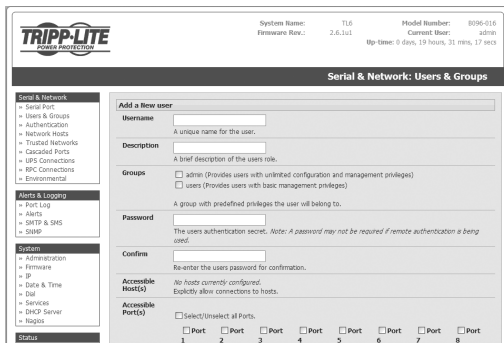 TRIPP·LITE
POWER PROTECTION
System Name: TL6 Model Number: B096-016
Firmware Rev.: 2.6.1u1 Current User: admin
Up-time: 0 days, 19 hours, 31 mins, 17 secs
Serial & Network: Users & Groups
Serial & Network
» Serial Port
» Users & Groups
» Authentication
» Network Hosts
» Trusted Networks
» Cascaded Ports
» UPS Connections
» RPC Connections
» Environmental
Alerts & Logging
» Port Log
» Alerts
» SMTP & SMS
» SNMP
System
» Administration
» Firmware
» IP
» Date & Time
» Dial
» Services
» DHCP Server
» Nagios
Status
Add a New user
Username
A unique name for the user.
Description
A brief description of the users role.
Groups
admin (Provides users with unlimited configuration and management privileges)
users (Provides users with basic management privileges)
A group with predefined privileges the user will belong to.
Password
The users authentication secret. Note: A password may not be required if remote authentication is being
used.
Confirm
Re-enter the users password for confirmation.
Accessible
Host(s)
No hosts currently configured.
Explicitly allow connections to hosts.
Accessible
Port(s)
Select/Unselect all Ports.
Port Port Port Port Port Port Port Port
1 2 3 4 5 6 7 8